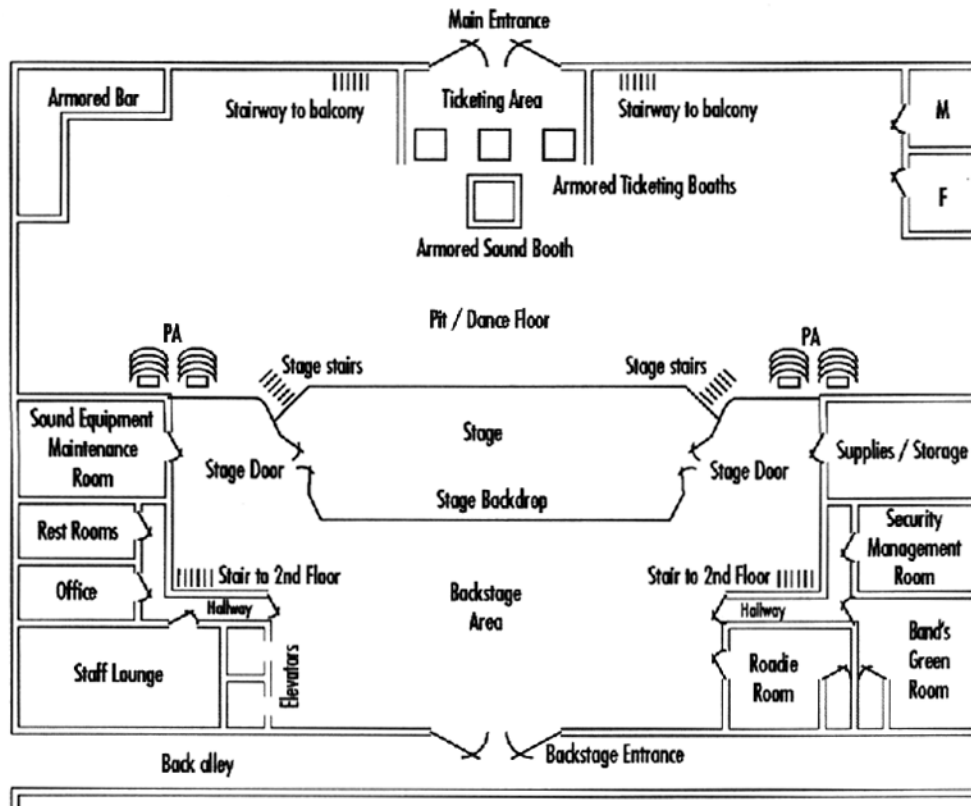 Main Entrance
Armored Bar
Stairway to balcony
Ticketing Area
Stairway to balcony
M
Armored Ticketing Booths
F
Armored Sound Booth
Pit / Dance Floor
PA
PA
Stage stairs
Stage stairs
Sound Equipment
Maintenance
Room
Stage
Stage Door
Stage Door
Supplies / Storage
Stage Backdrop
Rest Rooms
Security
Management
Room
Office
Stair to 2nd Floor
Stair to 2nd Floor
Backstage
Area
Hallway
Hallway
Staff Lounge
Elevators
Roadie
Room
Band's
Green
Room
Back alley
Backstage Entrance